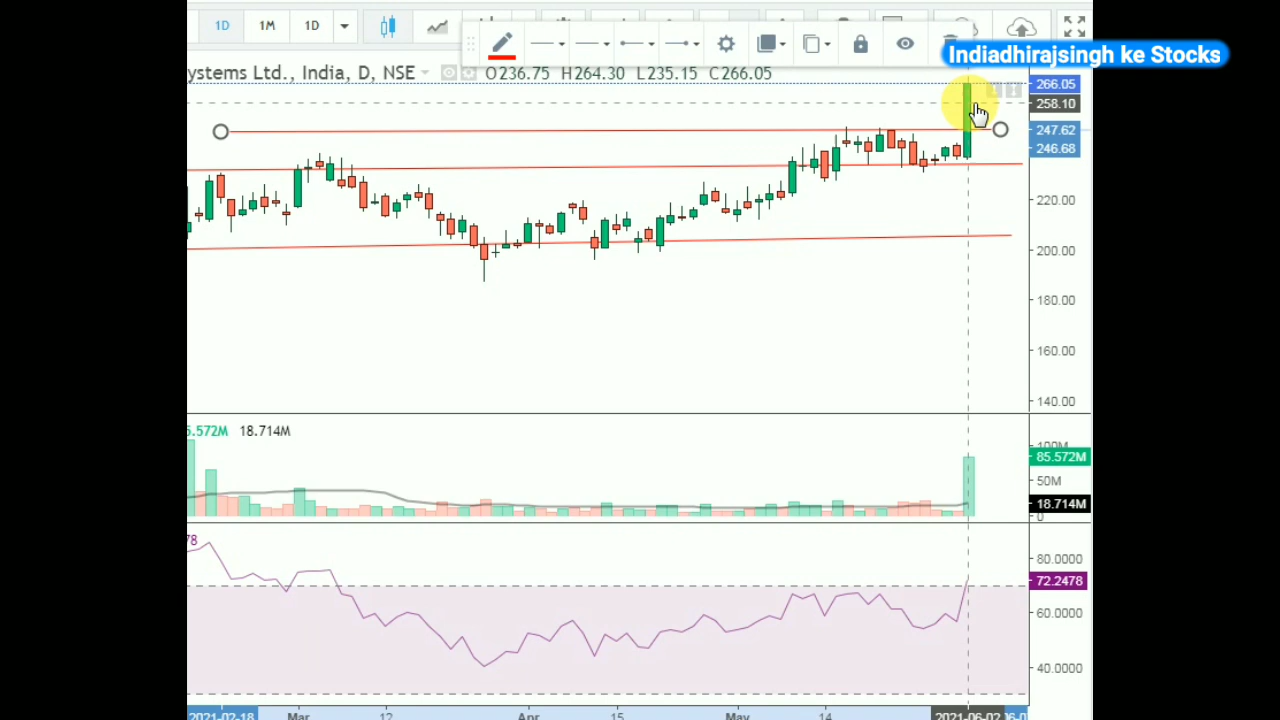 1D 1M 1D
Indiadhirajsingh ke Stocks
ystems Ltd., India, D, NSE O236.75 H264.30 L235.15 C266.05
266.05
258.10
247.62
246.68
220.00
200.00
180.00
160.00
140.00
5.572M 18.714M
100M
85.572M
50M
18.714M
0
78
80.0000
72.2478
60.0000
40.0000
2021-02-18 Mar 12 Apr 15 May 14 2021-06-02